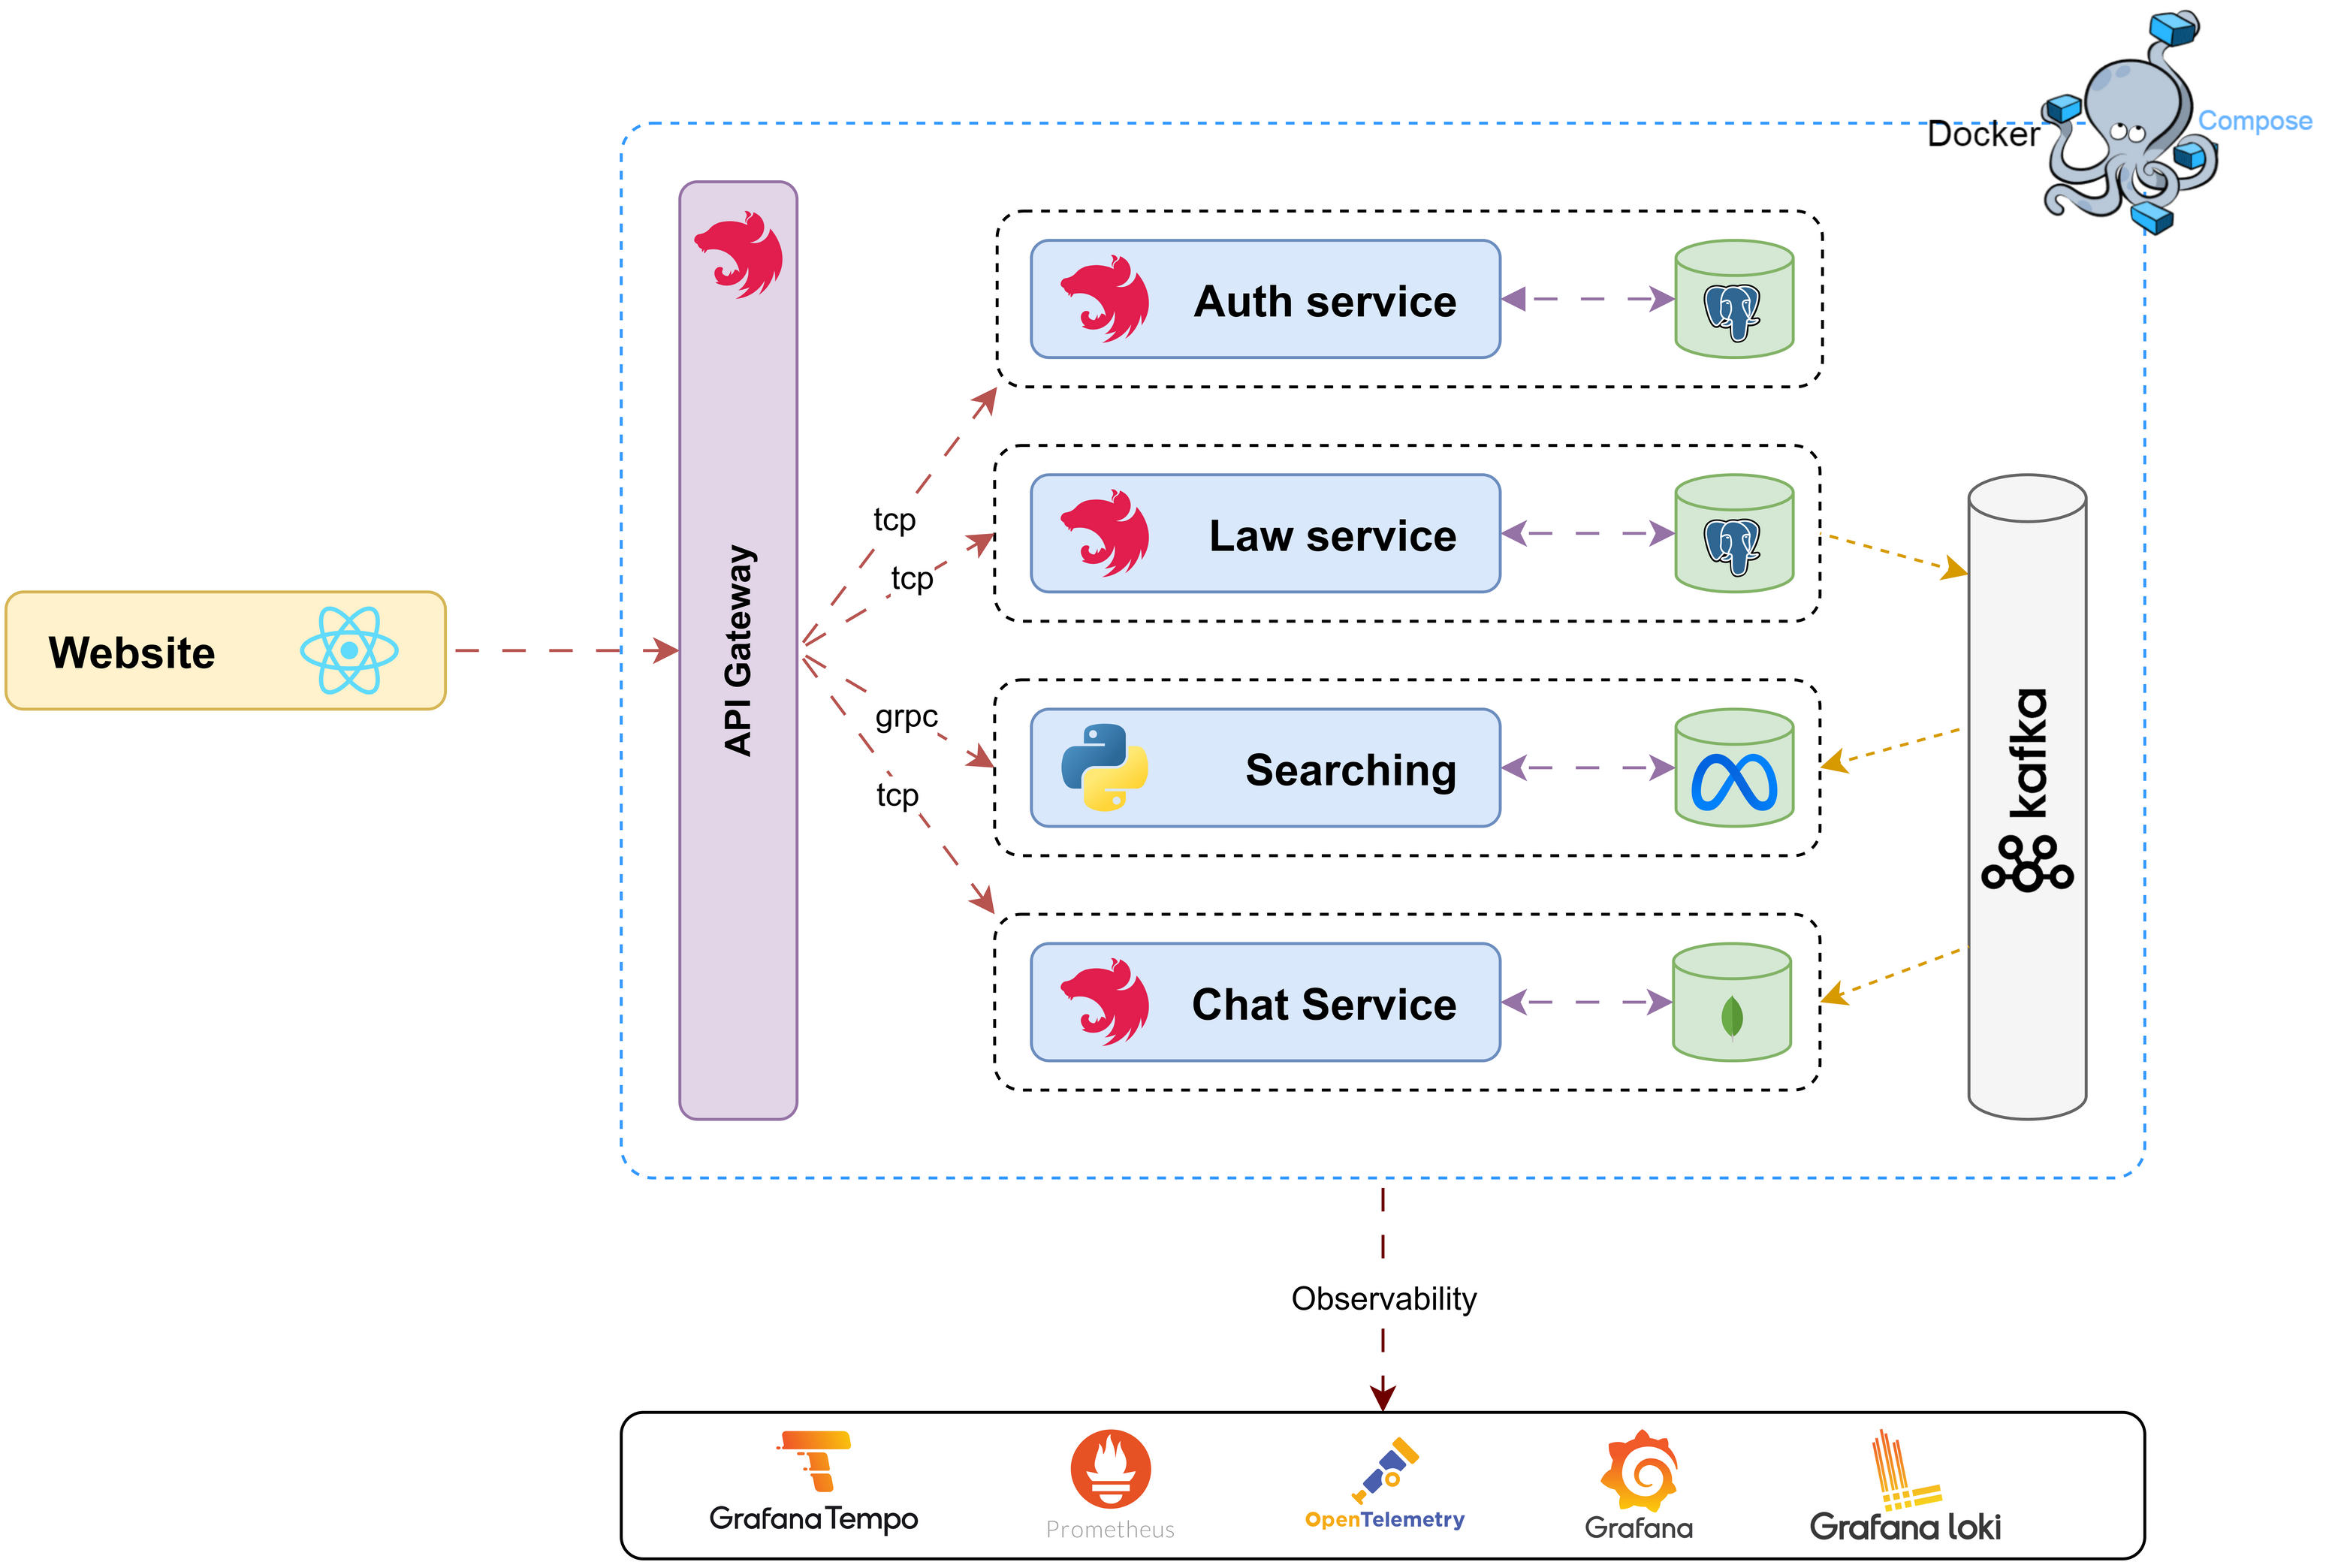 Docker
Compose
Auth service
tcp
Law service
tcp
Website
API Gateway
grpc
Searching
kafka
tcp
Chat Service
Observability
Grafana Tempo
Prometheus
OpenTelemetry
Grafana
Grafana loki